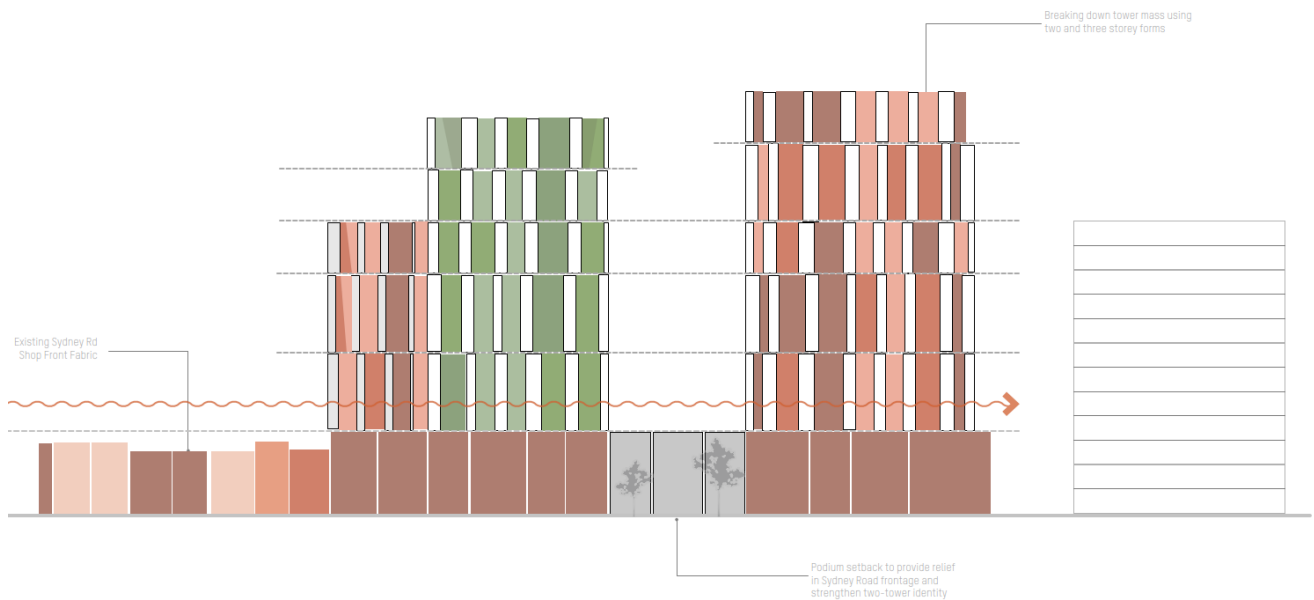 Breaking down tower mass using
two and three storey forms
Existing Sydney Rd
Shop Front Fabric
Podium setback to provide relief
in Sydney Road frontage and
strengthen two-tower identity